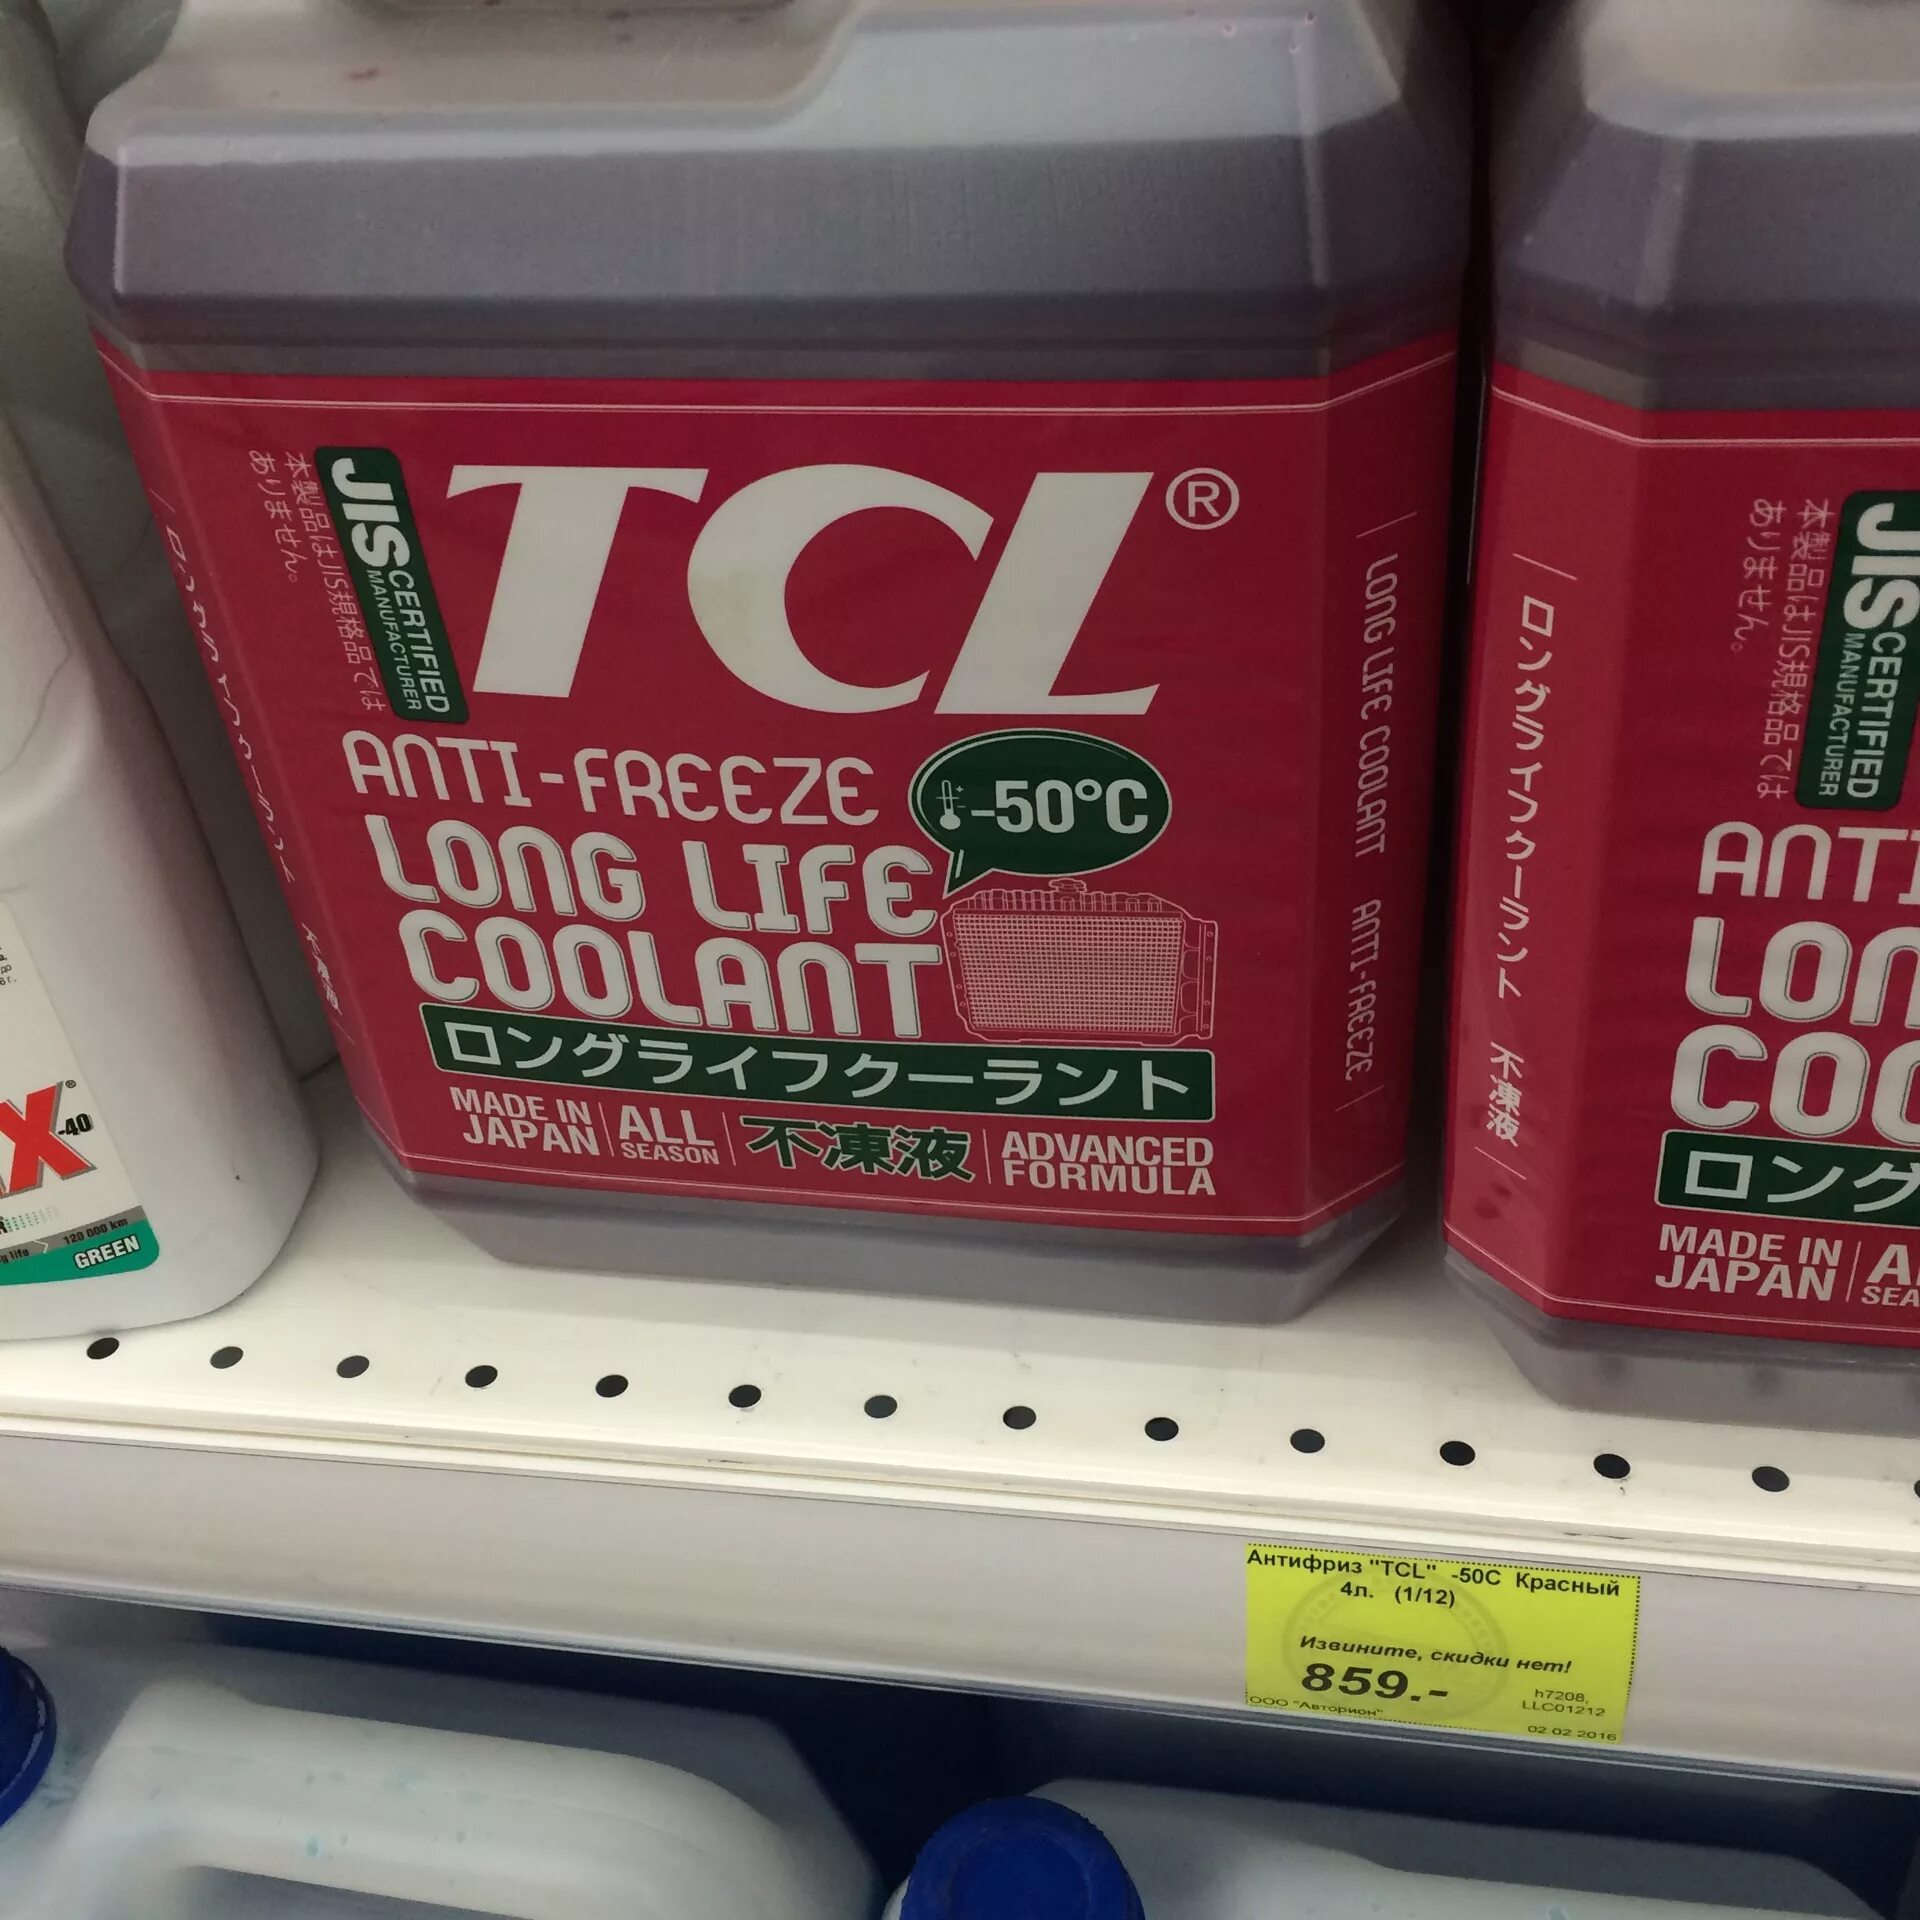 TCL®
JIS CERTIFIED
MANUFACTURER
本製品はJIS規格品では
ありません。
ANTI-FREEZE
-50°C
LONG LIFE
COOLANT
ロングライフクーラント
MADE IN
JAPAN
ALL
SEASON
不凍液
ADVANCED
FORMULA
LONG LIFE COOLANT ANTI-FREEZE
ロングライフクーラント 不凍液
本製品はJIS規格品では
ありません。
JIS CERTIFIED
MANUFACTURER
ANTI
LON
COO
ロング
MADE IN
JAPAN
-40
120 000 km
GREEN
Антифриз "TCL" -50C Красный
4л. (1/12)
Извините, скидки нет!
859.-
ООО "Авторион"
h7208,
LLC01212
02.02.2016